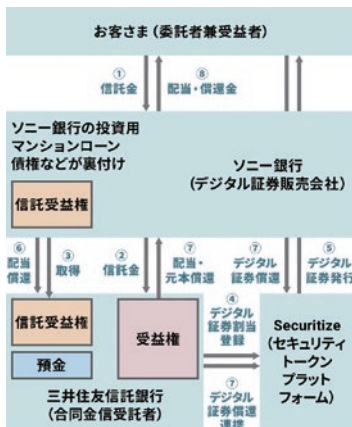 お客さま(委託者兼受益者)
①
信託金
⑧
配当・償還金
ソニー銀行の投資用
マンションローン
債権などが裏付け
信託受益権
ソニー銀行
(デジタル証券販売会社)
⑥
配当
償還
③
取得
②
信託金
⑦
配当・
元本償還
⑦
デジタル
証券償還
⑤
デジタル
証券発行
信託受益権
預金
受益権
④
デジタル
証券割当
登録
⑦
デジタル
証券償還
連携
Securitize
(セキュリティ
トークン
プラット
フォーム)
三井住友信託銀行
(合同金信受託者)